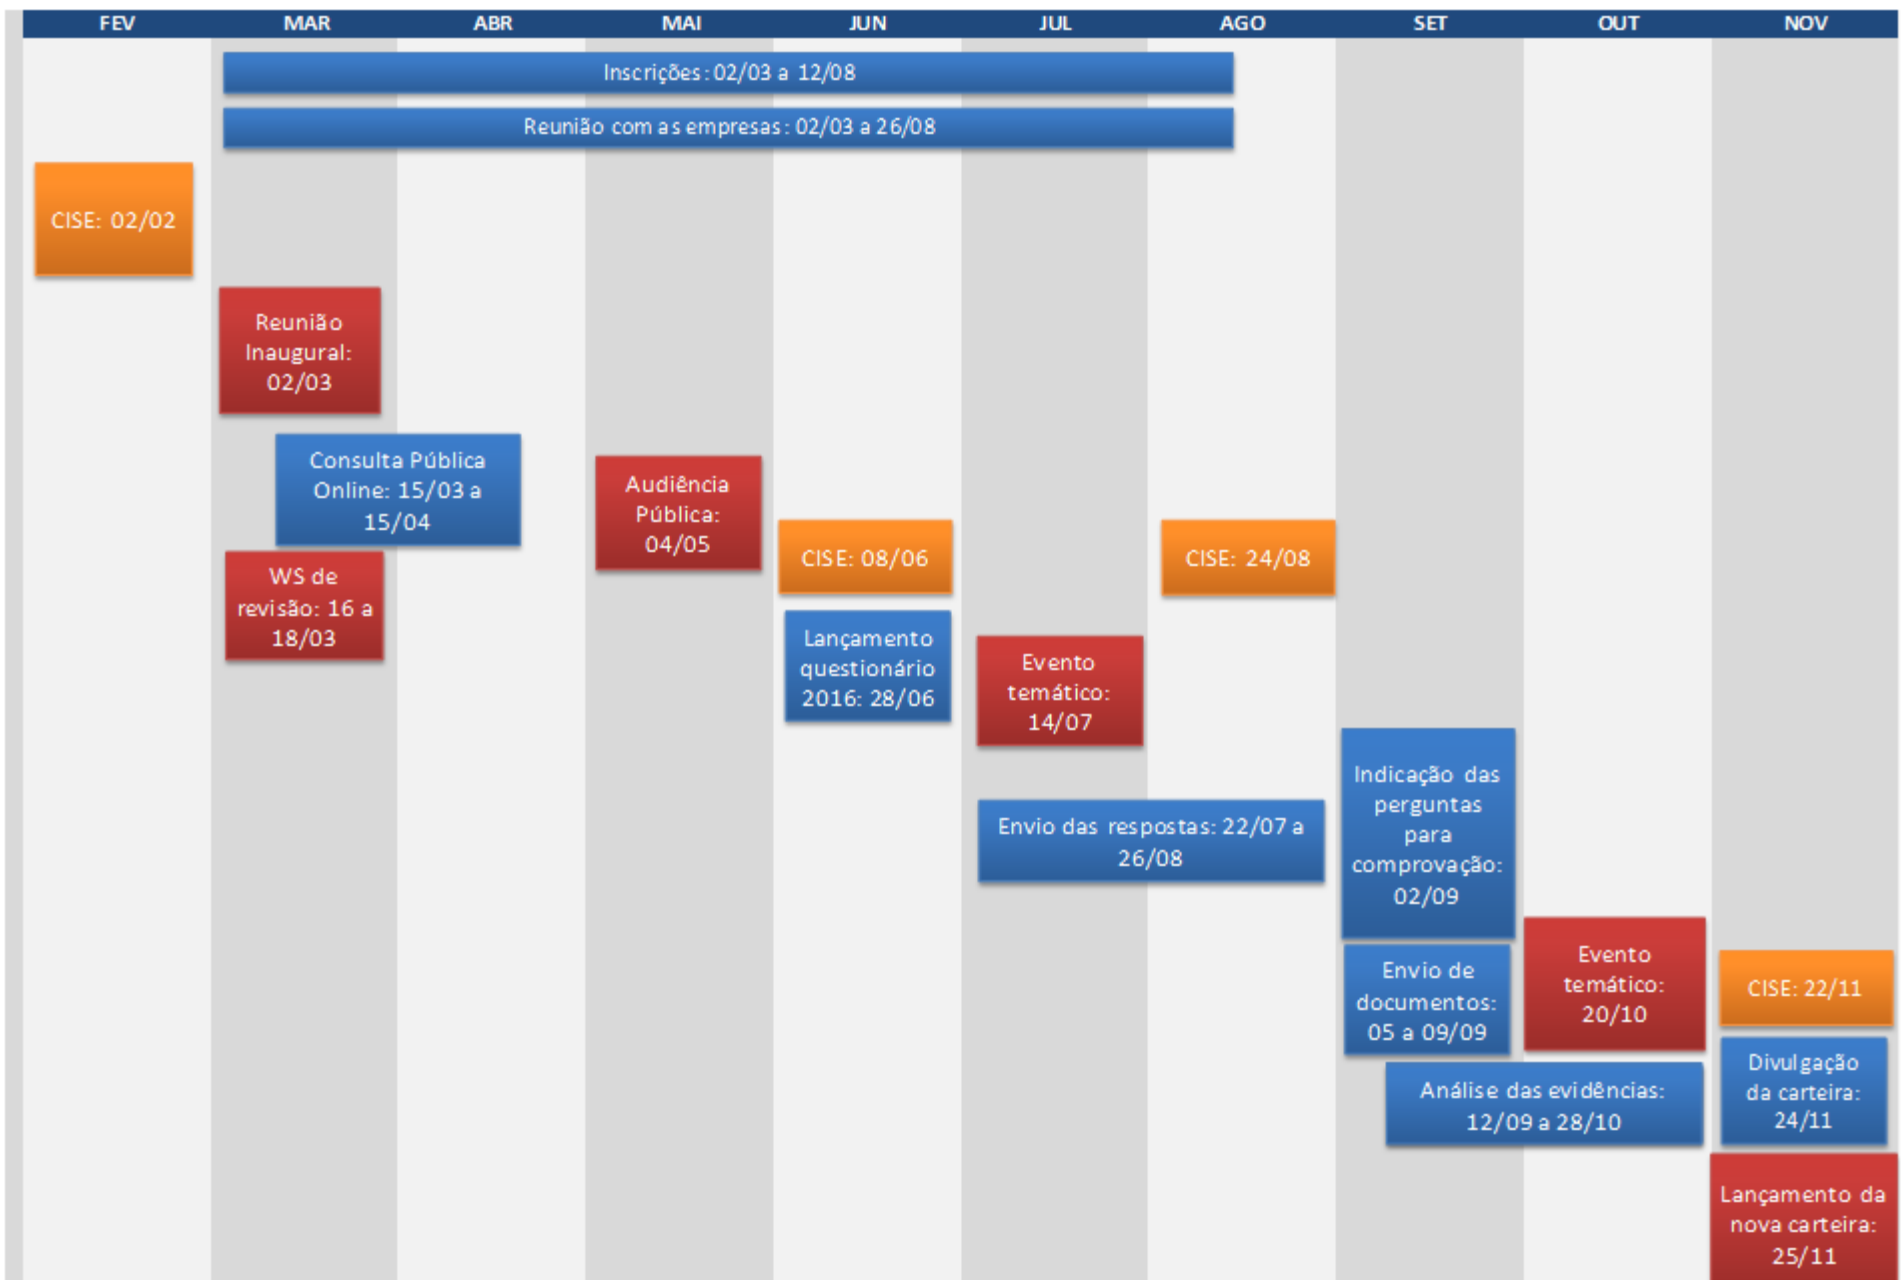 FEV MAR ABR MAI JUN JUL AGO SET OUT NOV
Inscrições: 02/03 a 12/08
Reunião com as empresas: 02/03 a 26/08
CISE: 02/02
Reunião
Inaugural:
02/03
Consulta Pública
Online: 15/03 a
15/04
WS de
revisão: 16 a
18/03
Audiência
Pública:
04/05
CISE: 08/06
Lançamento
questionário
2016: 28/06
Evento
temático:
14/07
CISE: 24/08
Envio das respostas: 22/07 a
26/08
Indicação das
perguntas
para
comprovação:
02/09
Envio de
documentos:
05 a 09/09
Análise das evidências:
12/09 a 28/10
Evento
temático:
20/10
CISE: 22/11
Divulgação
da carteira:
24/11
Lançamento da
nova carteira:
25/11